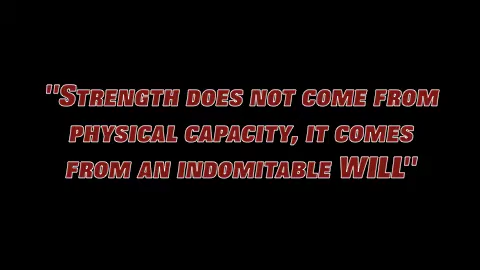 "Strength does not come from
physical capacity, it comes
from an indomitable WILL"